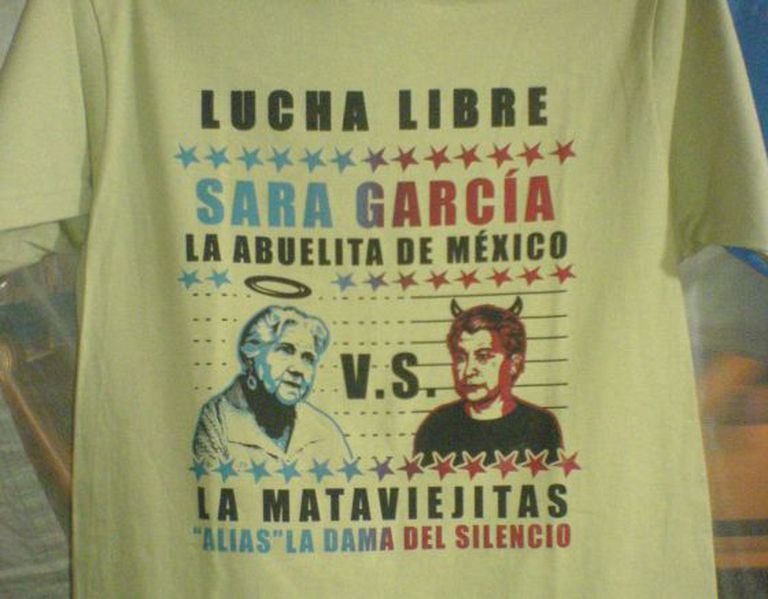 LUCHA LIBRE
SARA GARCÍA
LA ABUELITA DE MÉXICO
V.S.
LA MATAVIEJITAS
"ALIAS" LA DAMA DEL SILENCIO